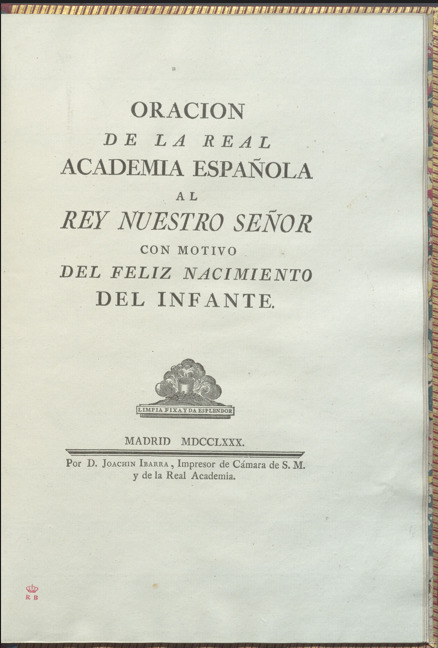 ORACION
DE LA REAL
ACADEMIA ESPAÑOLA
AL
REY NUESTRO SEÑOR
CON MOTIVO
DEL FELIZ NACIMIENTO
DEL INFANTE.
LIMPIA FIXA Y DA ESPLENDOR
MADRID MDCCLXXX.
Por D. JOACHIN IBARRA, Impresor de Cámara de S. M.
y de la Real Academia.
R B